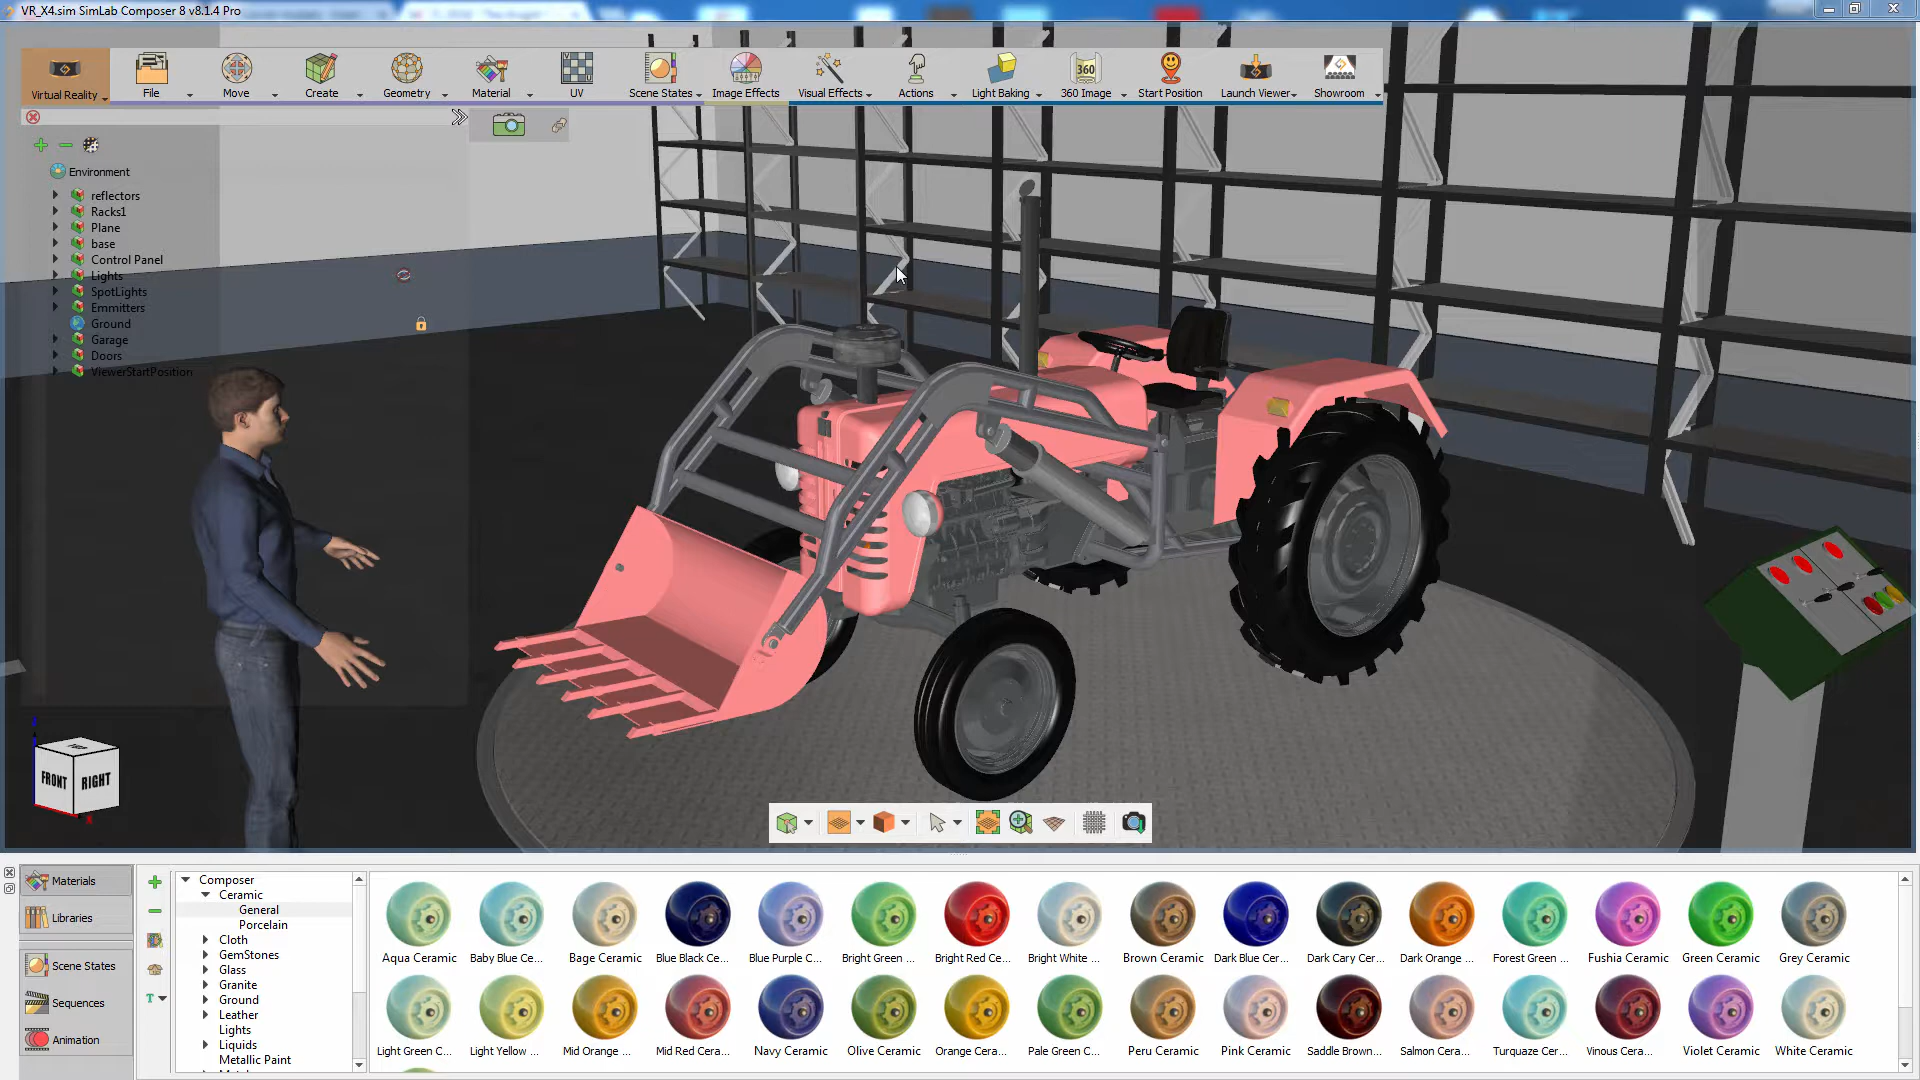 VR_X4.sim SimLab Composer 8 v8.1.4 Pro
Virtual Reality
File
Move
Create
Geometry
Material
UV
Scene States
Image Effects
Visual Effects
Actions
Light Baking
360
360 Image
Start Position
Launch Viewer
Showroom
Environment
reflectors
Racks1
Plane
base
Control Panel
Lights
SpotLights
Emmitters
Ground
Garage
Doors
ViewerStartPosition
TOP
FRONT
RIGHT
Materials
Libraries
Scene States
Sequences
Animation
T
Composer
Ceramic
General
Porcelain
Cloth
GemStones
Glass
Granite
Ground
Leather
Lights
Liquids
Metallic Paint
Aqua Ceramic
Baby Blue Ce...
Bage Ceramic
Blue Black Ce...
Blue Purple C...
Bright Green ...
Bright Red Ce...
Bright White ...
Brown Ceramic
Dark Blue Cer...
Dark Cary Cer...
Dark Orange ...
Forest Green ...
Fushia Ceramic
Green Ceramic
Grey Ceramic
Light Green C...
Light Yellow ...
Mid Orange ...
Mid Red Cera...
Navy Ceramic
Olive Ceramic
Orange Cera...
Pale Green C...
Peru Ceramic
Pink Ceramic
Saddle Brown...
Salmon Cera...
Turquaze Cer...
Vinous Cera...
Violet Ceramic
White Ceramic